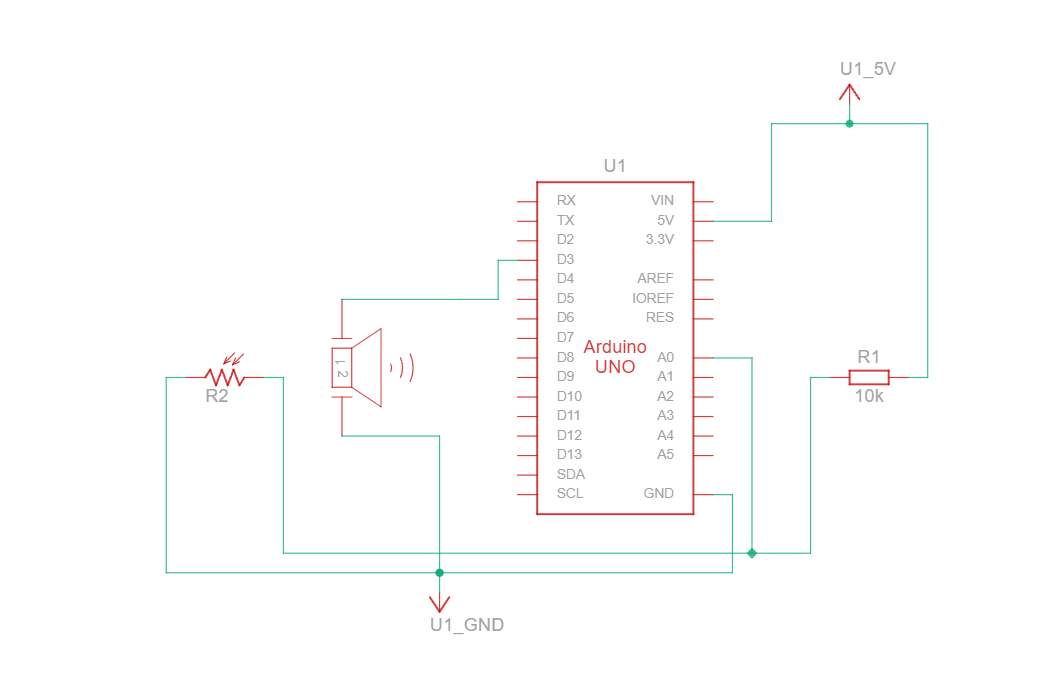 U1_5V
U1
RX VIN
TX 5V
D2 3.3V
D3
D4 AREF
D5 IOREF
D6 RES
D7
Arduino
UNO
D8 A0
D9 A1
D10 A2
D11 A3
D12 A4
D13 A5
SDA
SCL GND
1 2
R2
R1
10k
U1_GND